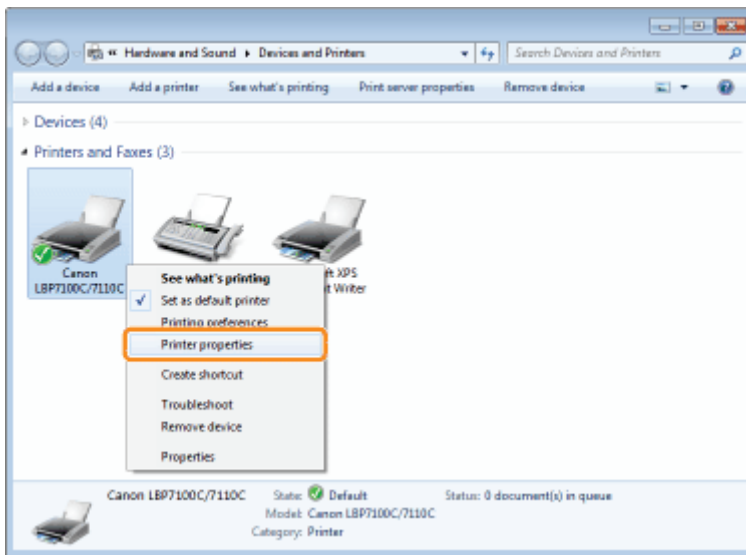 « Hardware and Sound ▸ Devices and Printers
Search Devices and Printers
Add a device Add a printer See what's printing Print server properties Remove device
Devices (4)
Printers and Faxes (3)
Canon
LBP7100C/7110C
XPS
Writer
See what's printing
Set as default printer
Printing preferences
Printer properties
Create shortcut
Troubleshoot
Remove device
Properties
Canon LBP7100C/7110C State: Default Status: 0 document(s) in queue
Model: Canon LBP7100C/7110C
Category: Printer